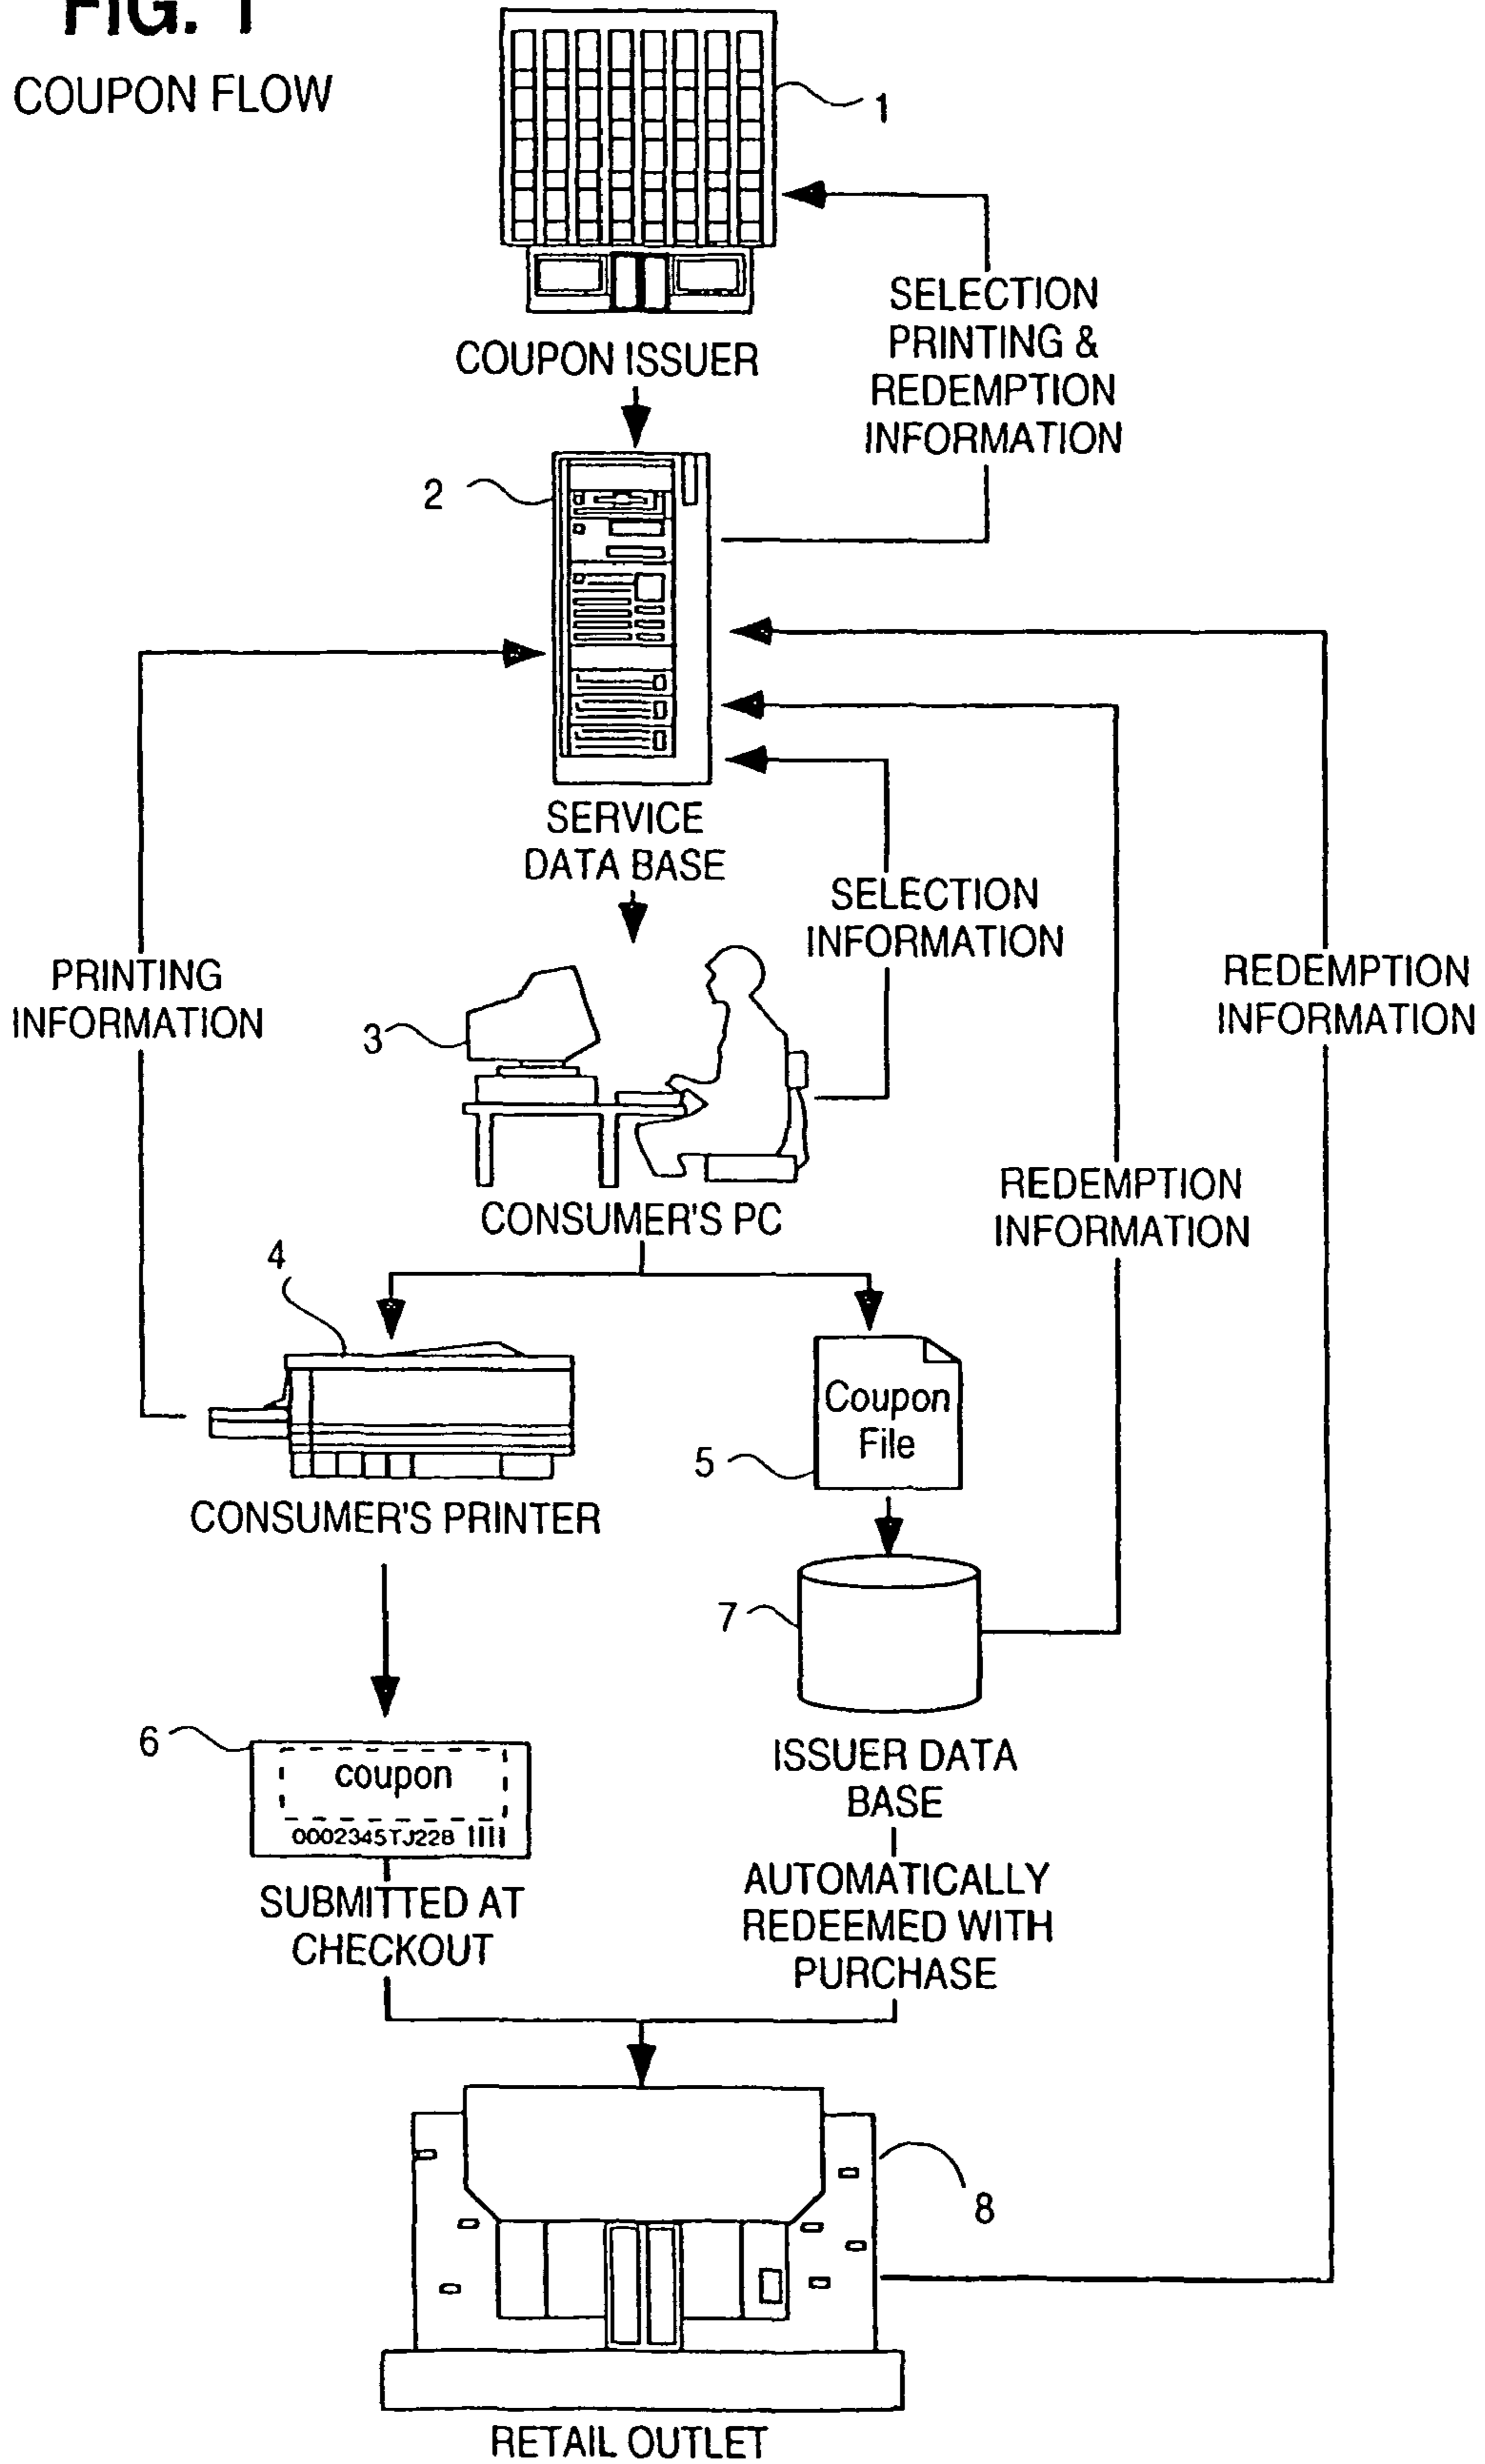 FIG. 1
COUPON FLOW
1
SELECTION
PRINTING &
REDEMPTION
INFORMATION
COUPON ISSUER
2
SERVICE
DATA BASE
SELECTION
INFORMATION
PRINTING
INFORMATION
REDEMPTION
INFORMATION
3
CONSUMER'S PC
REDEMPTION
INFORMATION
4
Coupon
File
5
CONSUMER'S PRINTER
7
6
coupon
0002345TJ228
ISSUER DATA
BASE
SUBMITTED AT
CHECKOUT
AUTOMATICALLY
REDEEMED WITH
PURCHASE
8
RETAIL OUTLET